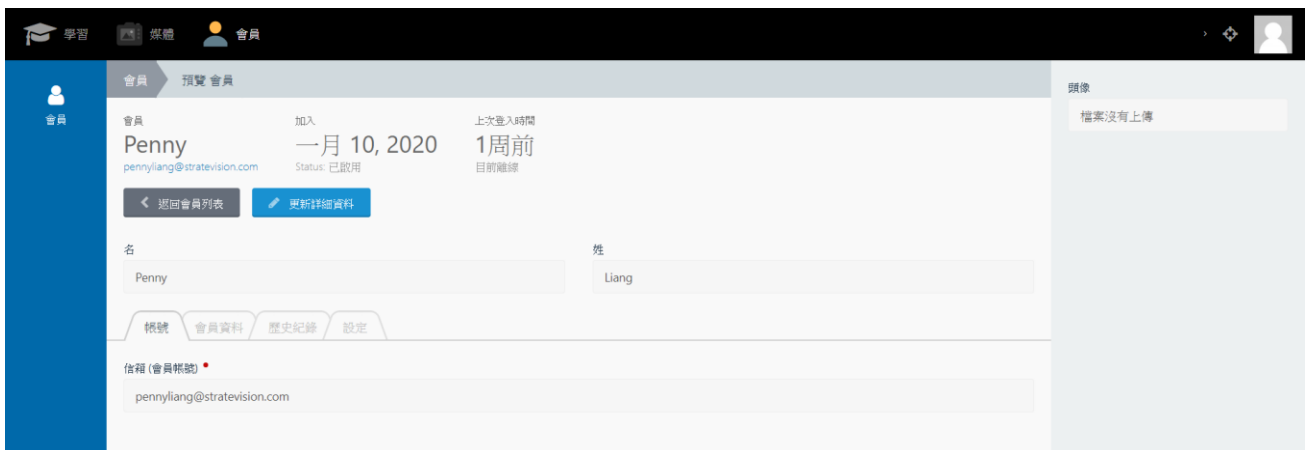 學習 媒體 會員
會員
會員 預覽 會員
會員 加入 上次登入時間
Penny 一月 10, 2020 1周前
pennyliang@stratevision.com Status: 已啟用 目前離線
返回會員列表 更新詳細資料
名 姓
Penny Liang
帳號 會員資料 歷史紀錄 設定
信箱 (會員帳號)
pennyliang@stratevision.com
頭像
檔案沒有上傳